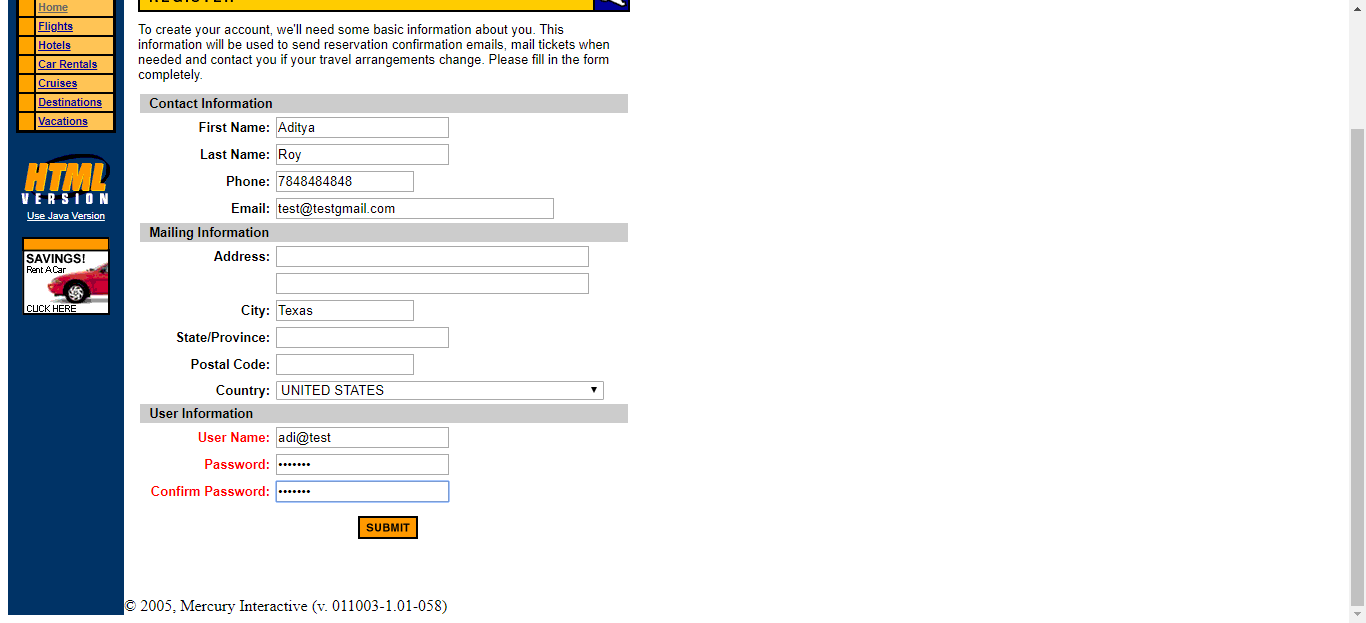 REGISTER
Home
Flights
Hotels
Car Rentals
Cruises
Destinations
Vacations
HTML
VERSION
Use Java Version
SAVINGS!
Rent A Car
CLICK HERE
To create your account, we'll need some basic information about you. This
information will be used to send reservation confirmation emails, mail tickets when
needed and contact you if your travel arrangements change. Please fill in the form
completely.
Contact Information
First Name: Aditya
Last Name: Roy
Phone: 7848484848
Email: test@testgmail.com
Mailing Information
Address:
City: Texas
State/Province:
Postal Code:
Country: UNITED STATES
User Information
User Name: adi@test
Password: •••••••
Confirm Password: •••••••
SUBMIT
© 2005, Mercury Interactive (v. 011003-1.01-058)